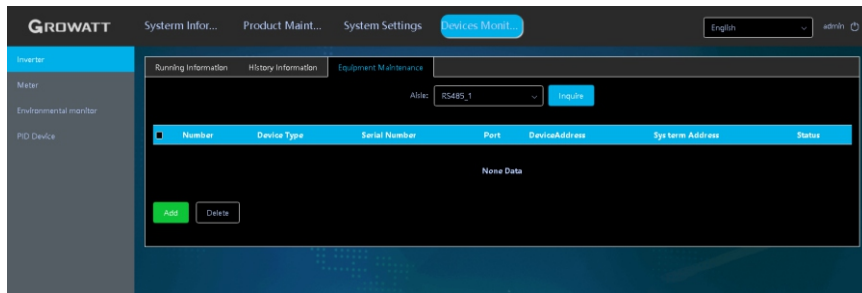 GROWATT Systerm Infor... Product Maint... System Settings Devices Monit... English admin
Inverter
Meter
Environmental monitor
PID Device
Running Information History Information Equipment Maintenance
Aisle: RS485_1 Inquire
Number Device Type Serial Number Port DeviceAddress Systerm Address Status
None Data
Add Delete